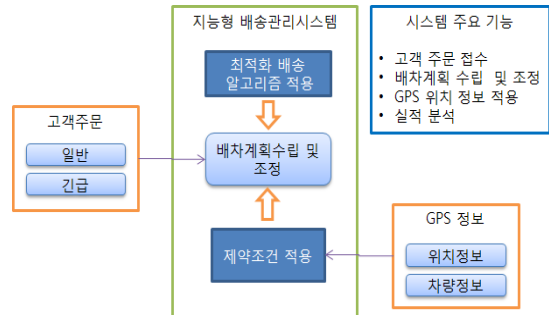 지능형 배송관리시스템
최적화 배송
알고리즘 적용
배차계획수립 및
조정
제약조건 적용
고객주문
일반
긴급
시스템 주요 기능
• 고객 주문 접수
• 배차계획 수립 및 조정
• GPS 위치 정보 적용
• 실적 분석
GPS 정보
위치정보
차량정보